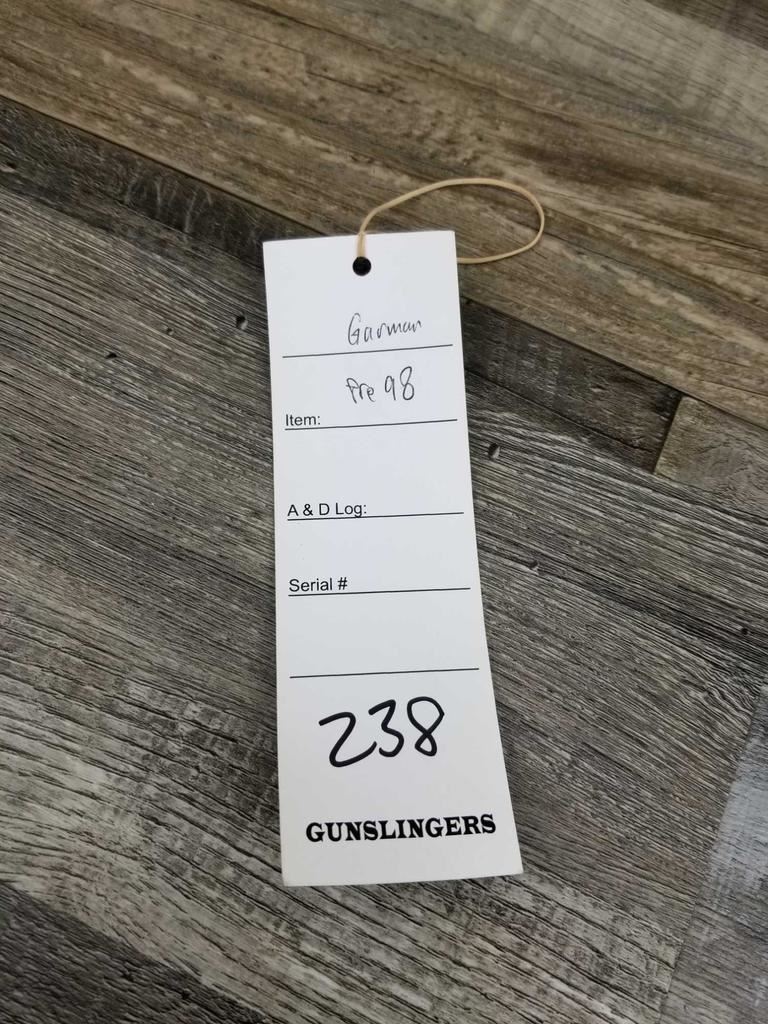 Garman
Pre 98
Item:
A & D Log:
Serial #
238
GUNSLINGERS